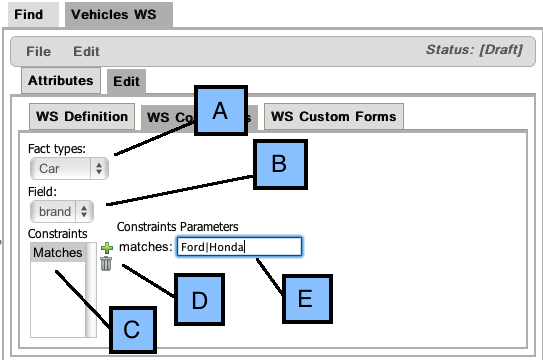 Find Vehicles WS
File Edit Status: [Draft]
Attributes Edit
WS Definition WS Co s WS Custom Forms
A
Fact types:
Car
B
Field:
brand
Constraints Constraints Parameters
Matches matches: Ford|Honda
C D E